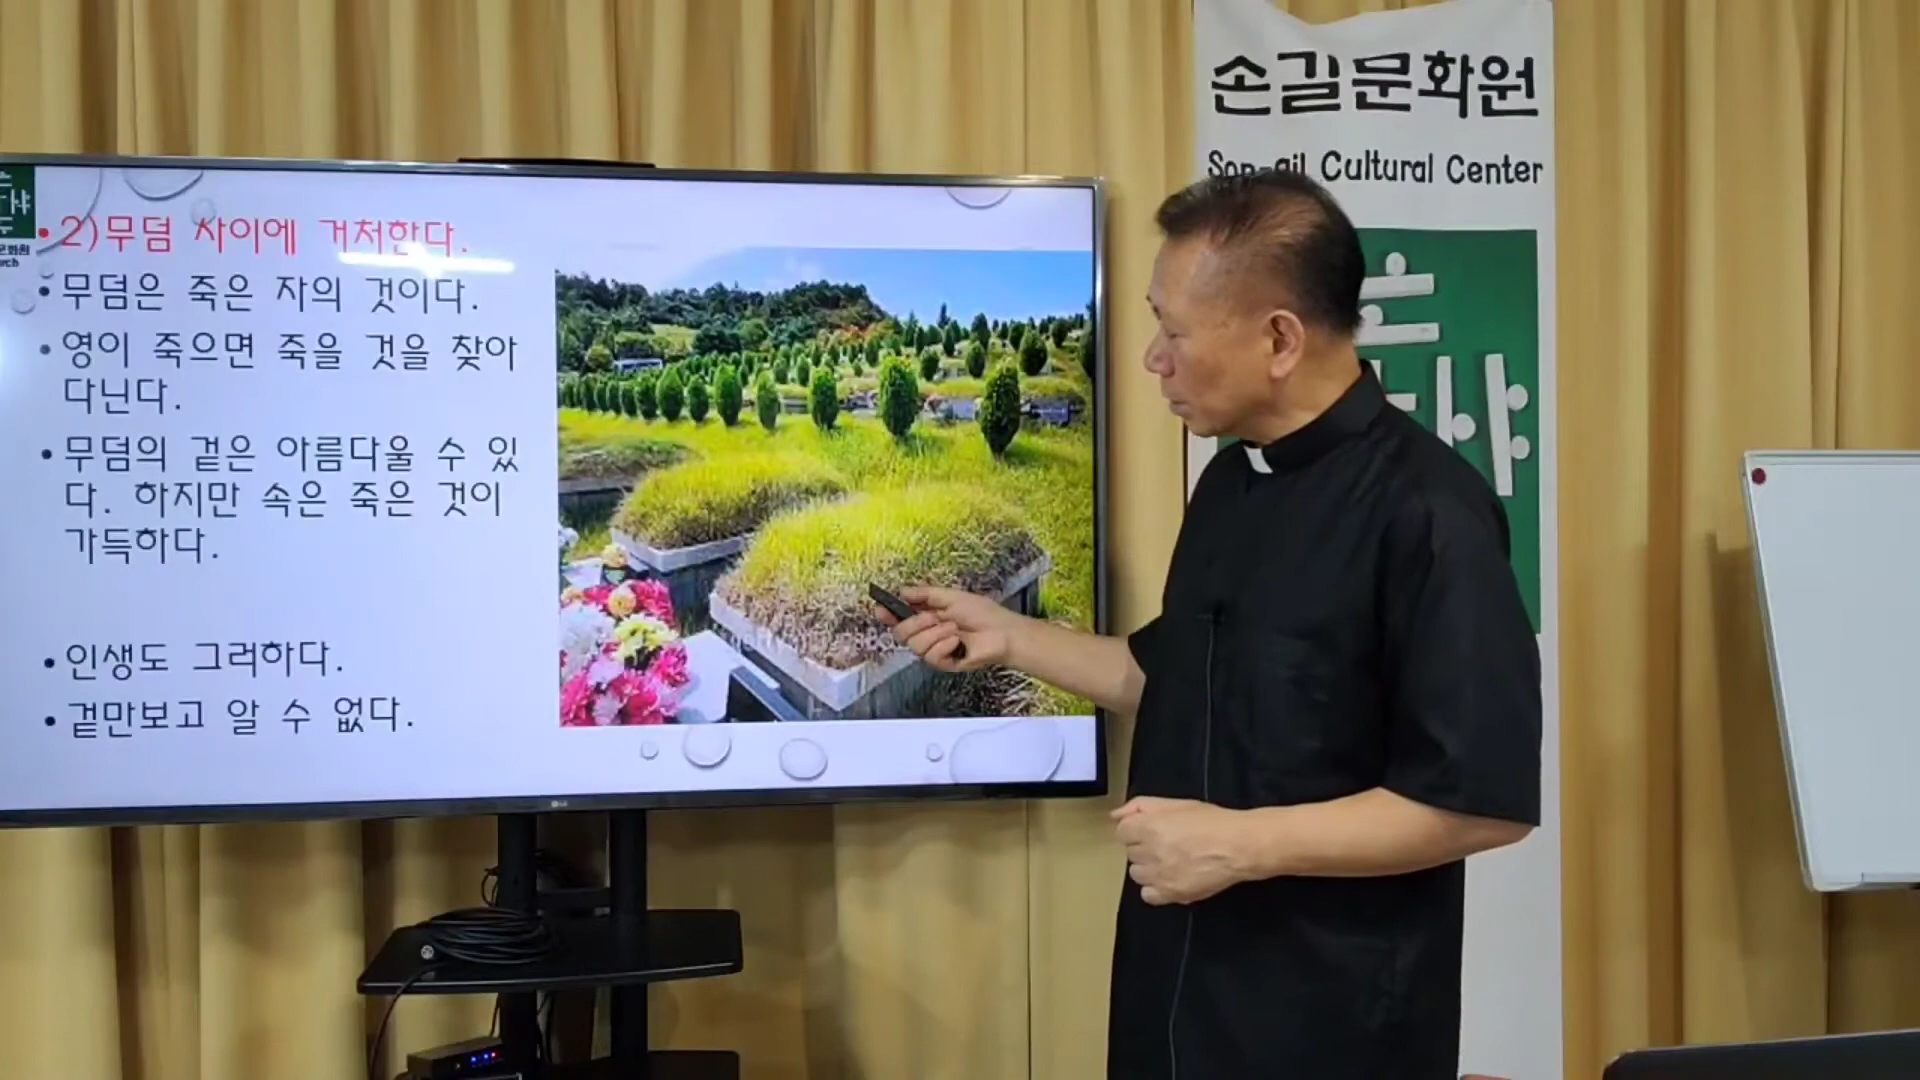 손길문화원
Son-gil Cultural Center
• 2)무덤 사이에 거처한다.
• 무덤은 죽은 자의 것이다.
• 영이 죽으면 죽을 것을 찾아
다닌다.
• 무덤의 겉은 아름다울 수 있
다. 하지만 속은 죽은 것이
가득하다.
• 인생도 그러하다.
• 겉만보고 알 수 없다.
LG